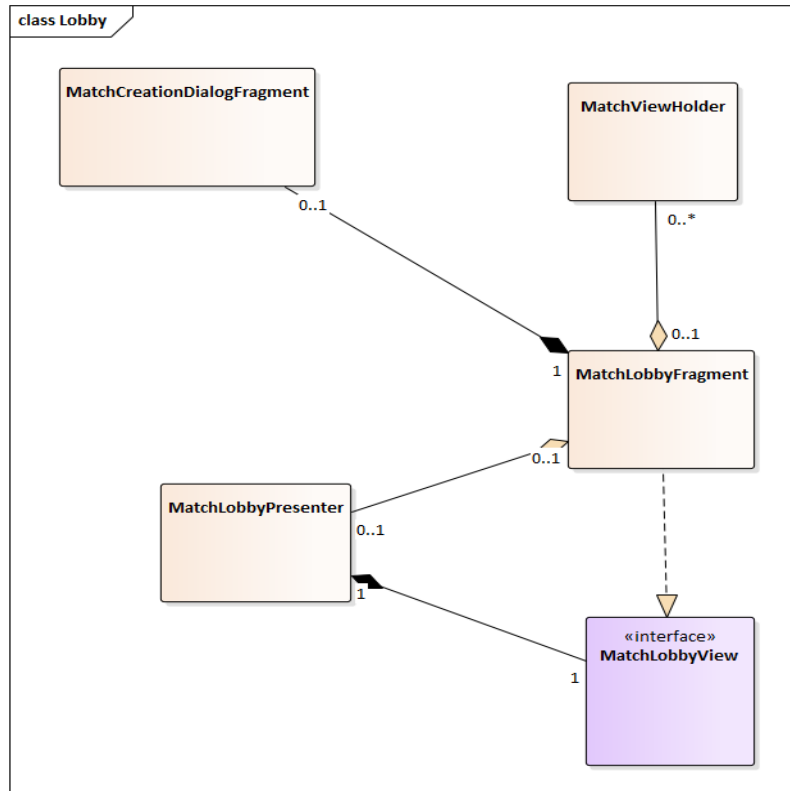 class Lobby
MatchCreationDialogFragment
MatchViewHolder
0..1
0..*
0..1
1
MatchLobbyFragment
0..1
MatchLobbyPresenter
0..1
1
«interface»
MatchLobbyView
1